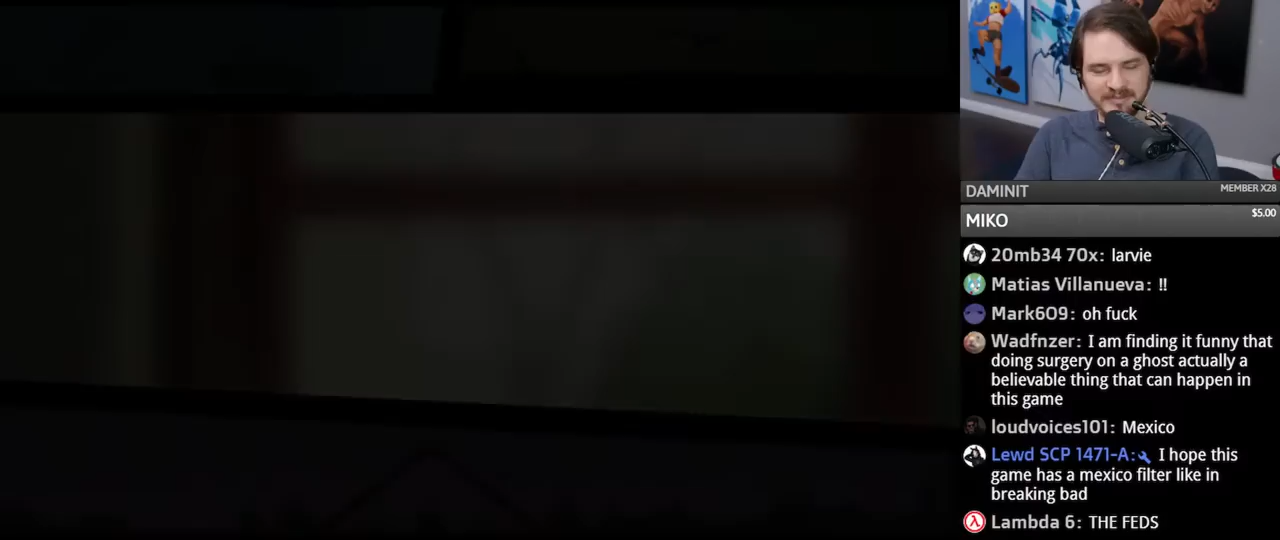 DAMINIT
MEMBER X28
MIKO
$5.00
20mb34 70x: larvie
Matias Villanueva: !!
Mark609: oh fuck
Wadfnzer: I am finding it funny that
doing surgery on a ghost actually a
believable thing that can happen in
this game
loudvoices101: Mexico
Lewd SCP 1471-A: I hope this
game has a mexico filter like in
breaking bad
Lambda 6: THE FEDS